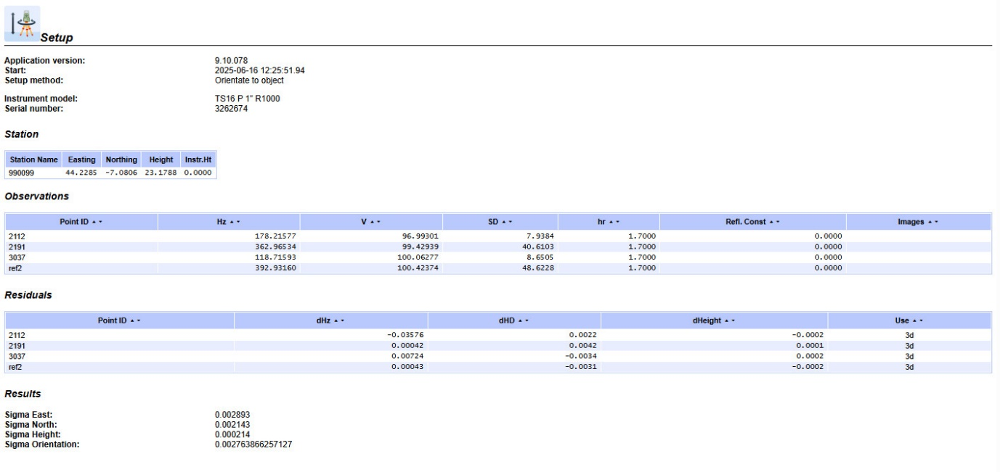 Setup
Application version: 9.10.078
Start: 2025-06-16 12:25:51.94
Setup method: Orientate to object
Instrument model: TS16 P 1" R1000
Serial number: 3262674
Station
Station Name Easting Northing Height Instr.Ht
990099 44.2285 -7.0806 23.1788 0.0000
Observations
Point ID Hz V SD hr Refl. Const Images
2112 178.21577 96.99301 7.9384 1.7000 0.0000
2191 362.96534 99.42939 40.6103 1.7000 0.0000
3037 118.71593 100.06277 8.6505 1.7000 0.0000
ref2 392.93160 100.42374 48.6228 1.7000 0.0000
Residuals
Point ID dHz dHD dHeight Use
2112 -0.03576 0.0022 -0.0002 3d
2191 0.00042 0.0042 0.0001 3d
3037 0.00724 -0.0034 0.0002 3d
ref2 0.00043 -0.0031 -0.0002 3d
Results
Sigma East: 0.002893
Sigma North: 0.002143
Sigma Height: 0.000214
Sigma Orientation: 0.002763866257127